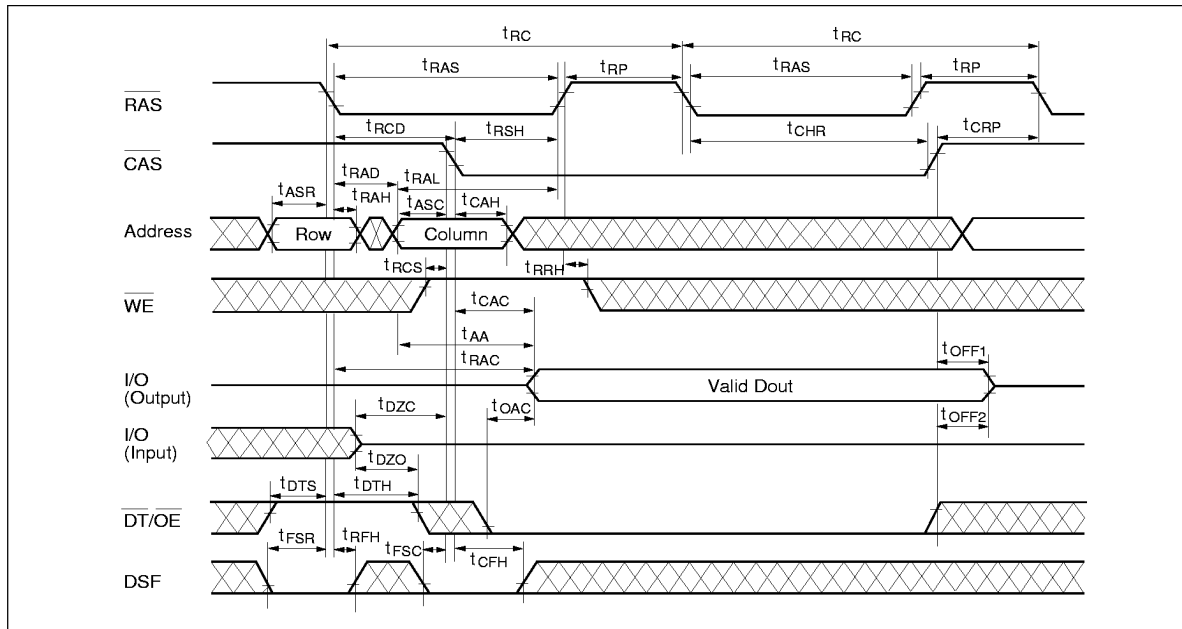 tRC tRC
tRAS tRP tRAS tRP
RAS
tRCD tRSH tCHR tCRP
CAS
tRAD tRAL
tASR tRAH tASC tCAH
Address Row Column
tRCS tRRH
WE
tCAC
tAA
tRAC tOFF1
I/O
(Output) Valid Dout
tDZC tOAC tOFF2
I/O
(Input)
tDZO
tDTS tDTH
DT/OE
tFSR tRFH tFSC tCFH
DSF